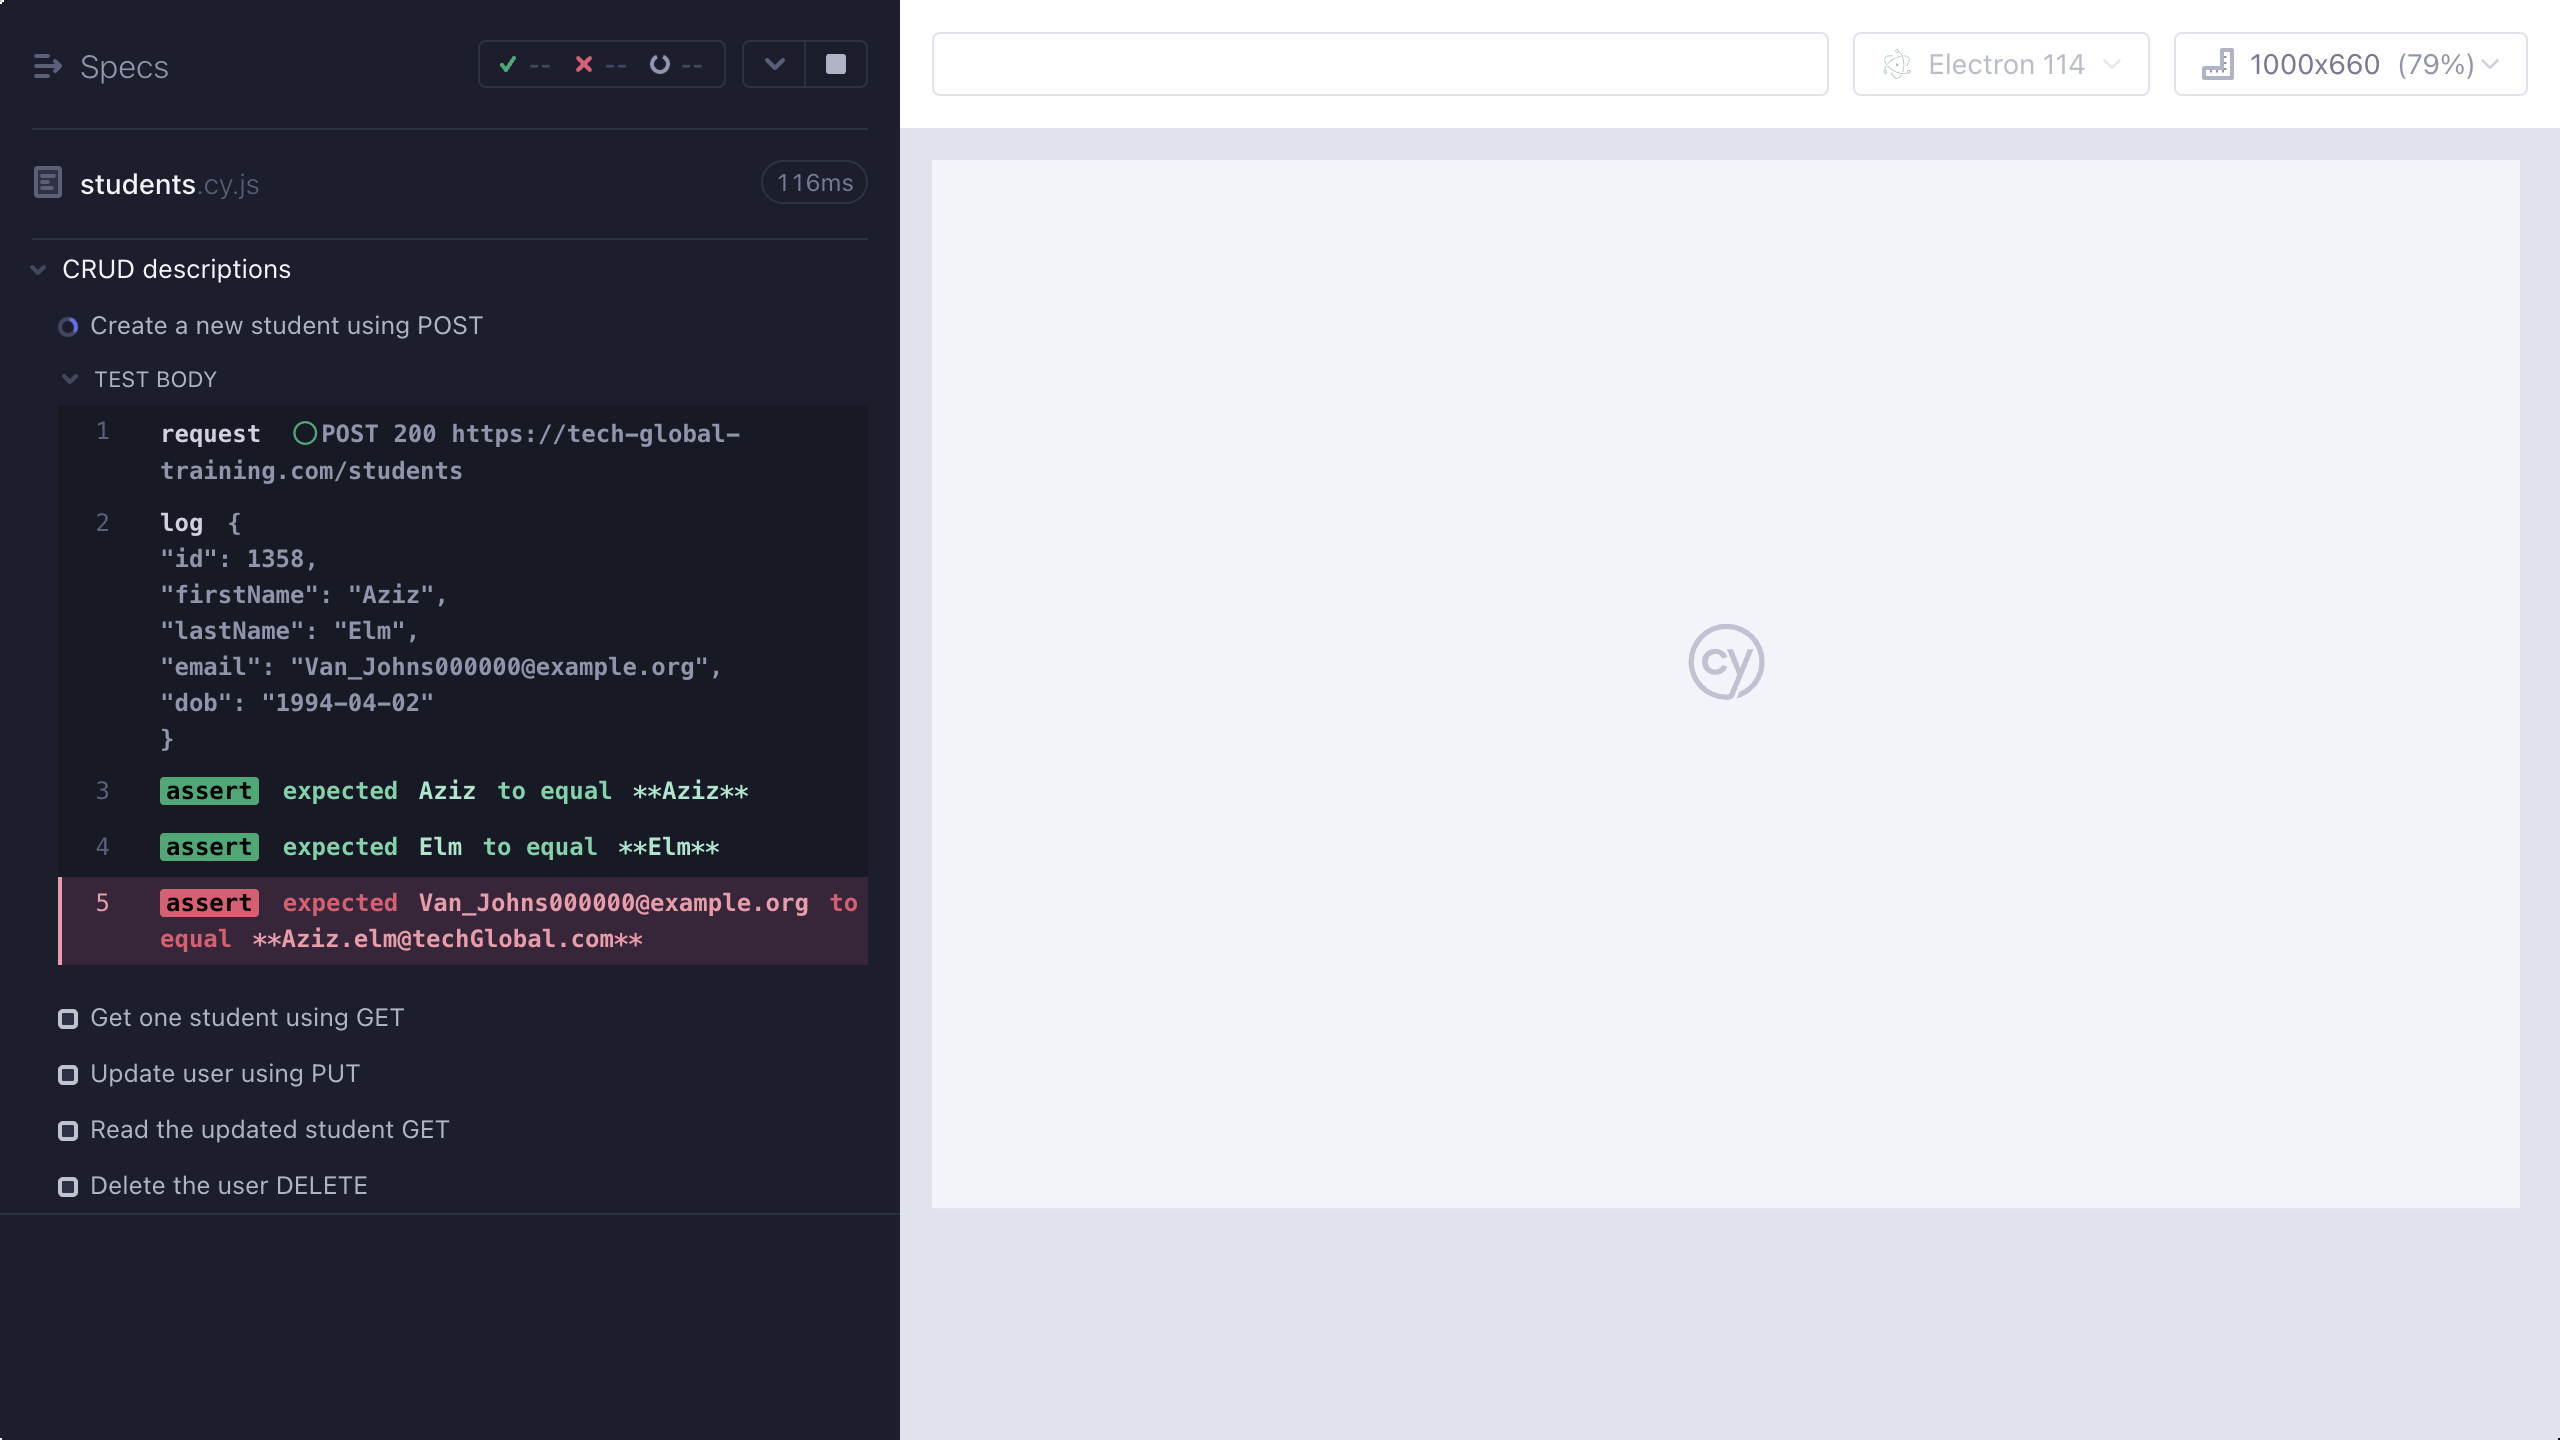 Specs
--
--
--
Electron 114
1000x660 (79%)
students.cy.js
116ms
CRUD descriptions
Create a new student using POST
TEST BODY
1 request POST 200 https://tech-global-
training.com/students
2 log {
"id": 1358,
"firstName": "Aziz",
"lastName": "Elm",
"email": "Van_Johns000000@example.org",
"dob": "1994-04-02"
}
3 assert expected Aziz to equal **Aziz**
4 assert expected Elm to equal **Elm**
5 assert expected Van_Johns000000@example.org to
equal **Aziz.elm@techGlobal.com**
Get one student using GET
Update user using PUT
Read the updated student GET
Delete the user DELETE
cy